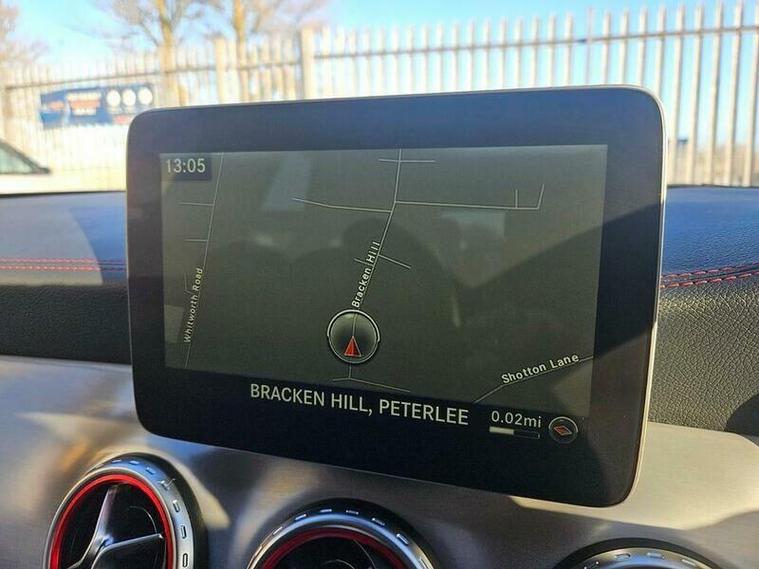 13:05
Bracken Hill
Whitworth Road
Shotton Lane
BRACKEN HILL, PETERLEE
0.02mi